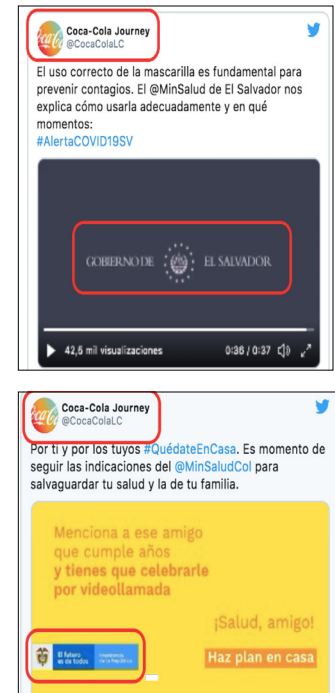 Coca-Cola Journey
@CocaColaLC
El uso correcto de la mascarilla es fundamental para
prevenir contagios. El @MinSalud de El Salvador nos
explica cómo usarla adecuadamente y en qué
momentos:
#AlertaCOVID19SV
GOBIERNO DE EL SALVADOR
42,6 mil visualizaciones 0:36 / 0:37
Coca-Cola Journey
@CocaColaLC
Por ti y por los tuyos #QuédateEnCasa. Es momento de
seguir las indicaciones del @MinSaludCol para
salvaguardar tu salud y la de tu familia.
Menciona a ese amigo
que cumple años
y tienes que celebrarle
por videollamada
¡Salud, amigo!
Haz plan en casa
El futuro
es de todos